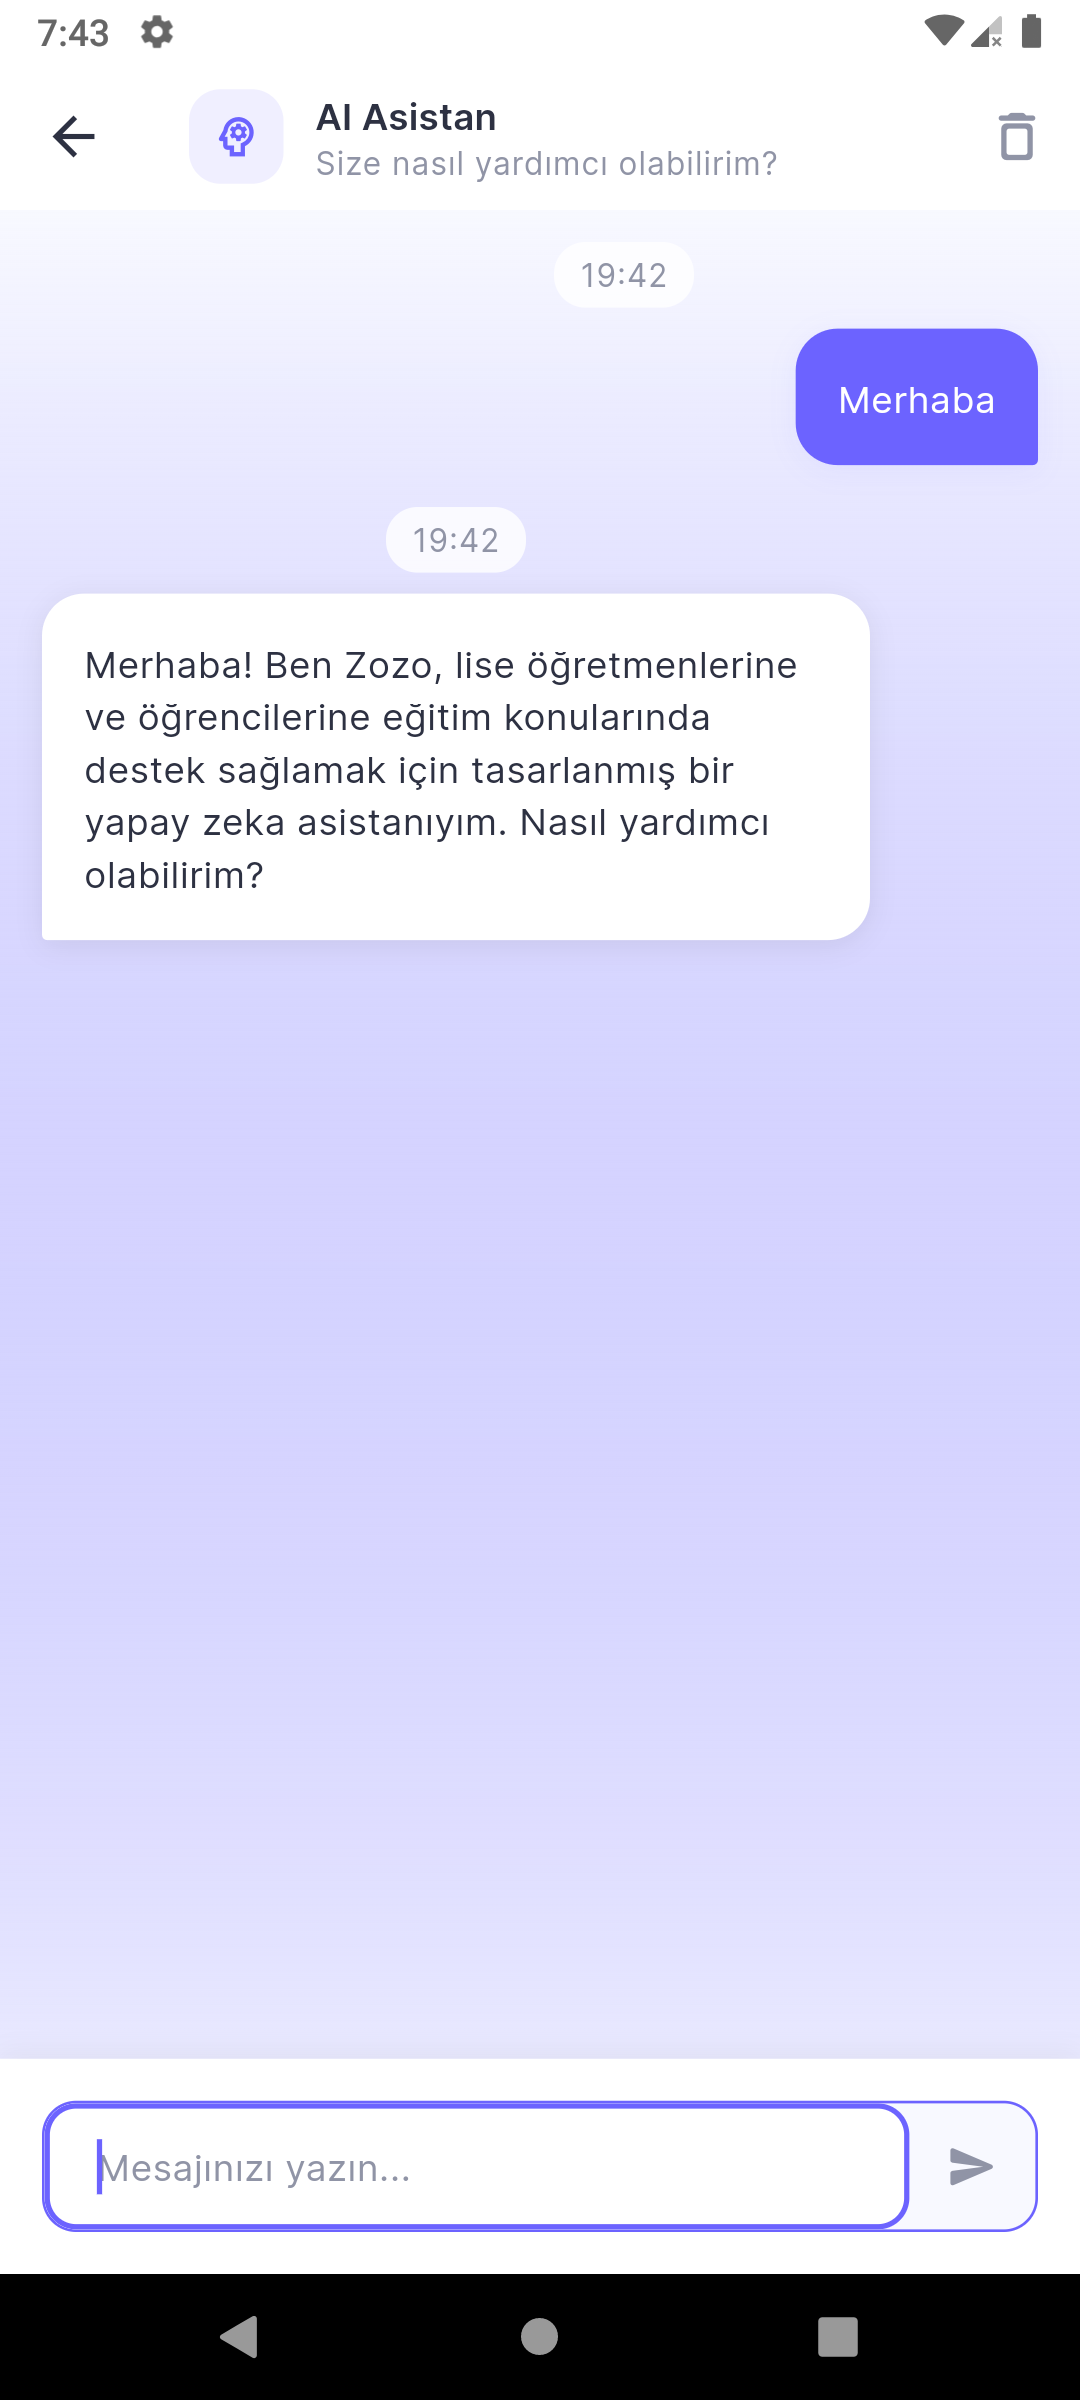 7:43
AI Asistan
Size nasıl yardımcı olabilirim?
19:42
Merhaba
19:42
Merhaba! Ben Zozo, lise öğretmenlerine
ve öğrencilerine eğitim konularında
destek sağlamak için tasarlanmış bir
yapay zeka asistanıyım. Nasıl yardımcı
olabilirim?
Mesajınızı yazın...